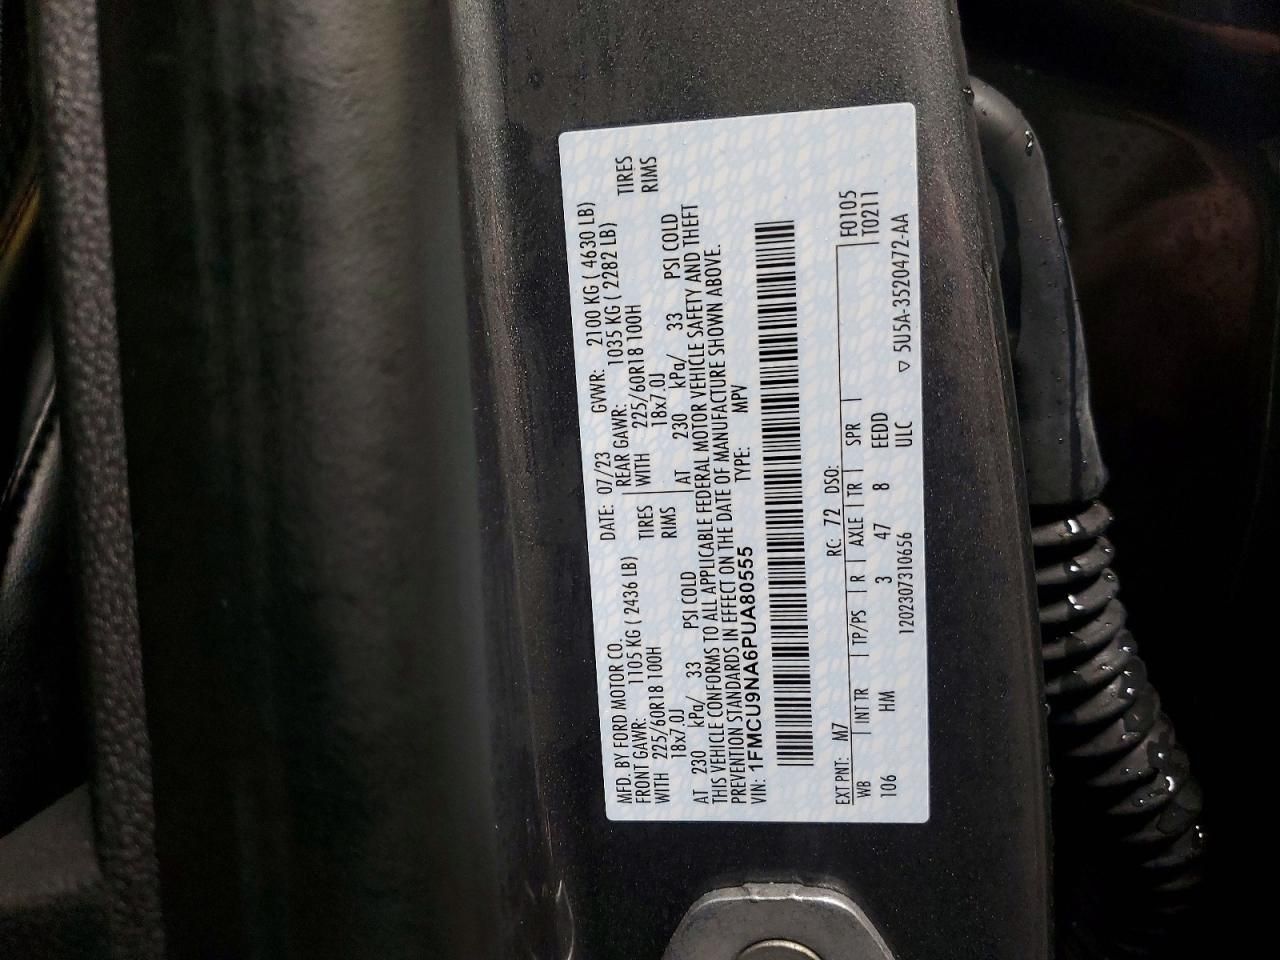 MFD. BY FORD MOTOR CO.
DATE: 07/23 GVWR: 2100 KG ( 4630 LB)
FRONT GAWR: 1105 KG ( 2436 LB) REAR GAWR: 1035 KG ( 2282 LB)
WITH 225/60R18 100H TIRES WITH 225/60R18 100H TIRES
18x7.0J RIMS 18x7.0J RIMS
AT 230 kPa/ 33 PSI COLD AT 230 kPa/ 33 PSI COLD
THIS VEHICLE CONFORMS TO ALL APPLICABLE FEDERAL MOTOR VEHICLE SAFETY AND THEFT
PREVENTION STANDARDS IN EFFECT ON THE DATE OF MANUFACTURE SHOWN ABOVE.
VIN: 1FMCU9NA6PUA80555 TYPE: MPV
EXT PNT: M7 RC: 72 DSO: F0105
WB INT TR TP/PS R AXLE TR SPR T0211
106 HM 3 47 8 EEDD
120230731 0656 ULC ▽ 5U5A-3520472-AA